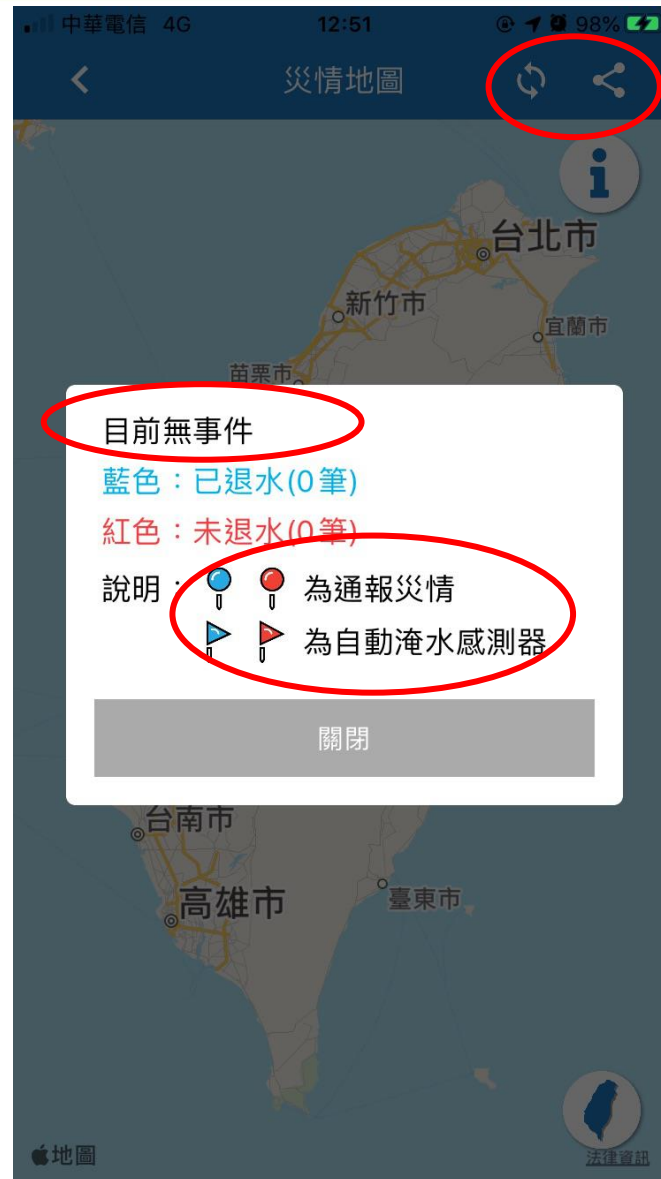 中華電信 4G 12:51 98%
災情地圖
台北市
新竹市
宜蘭市
苗栗市
目前無事件
藍色：已退水(0筆)
紅色：未退水(0筆)
說明：為通報災情
為自動淹水感測器
關閉
台南市
高雄市
臺東市
地圖
法律資訊